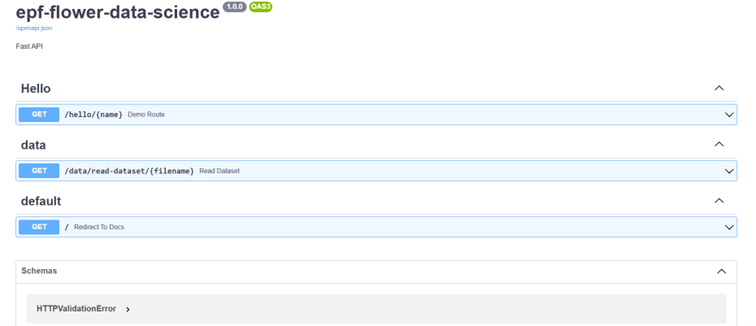 epf-flower-data-science 1.0.0 OAS3
/openapi.json
Fast API
Hello
GET /hello/{name} Demo Route
data
GET /data/read-dataset/{filename} Read Dataset
default
GET / Redirect To Docs
Schemas
HTTPValidationError